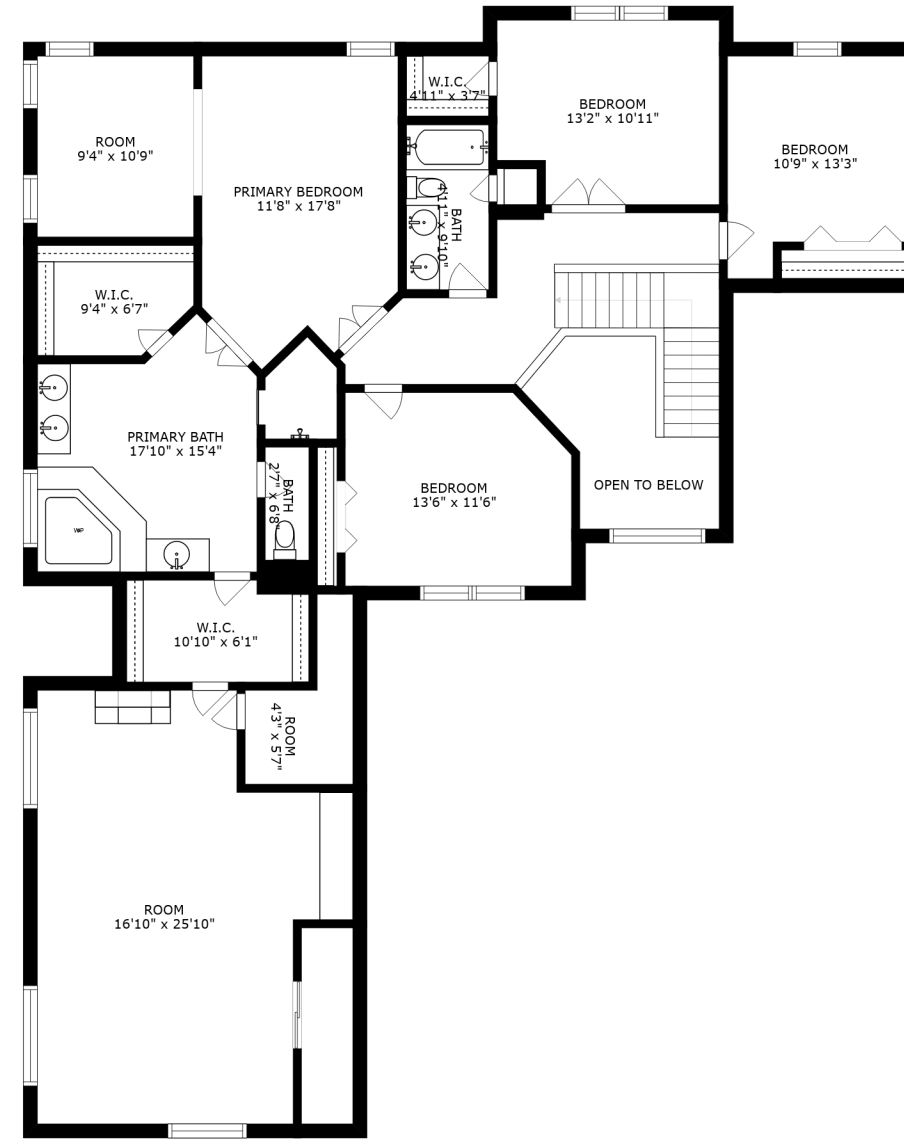 W.I.C.
4'11" x 3'7"
BEDROOM
13'2" x 10'11"
ROOM
9'4" x 10'9"
BEDROOM
10'9" x 13'3"
PRIMARY BEDROOM
11'8" x 17'8"
BATH
4'11" x 9'10"
W.I.C.
9'4" x 6'7"
PRIMARY BATH
17'10" x 15'4"
BATH
2'7" x 6'8"
BEDROOM
13'6" x 11'6"
OPEN TO BELOW
W.I.C.
10'10" x 6'1"
ROOM
4'3" x 5'7"
ROOM
16'10" x 25'10"